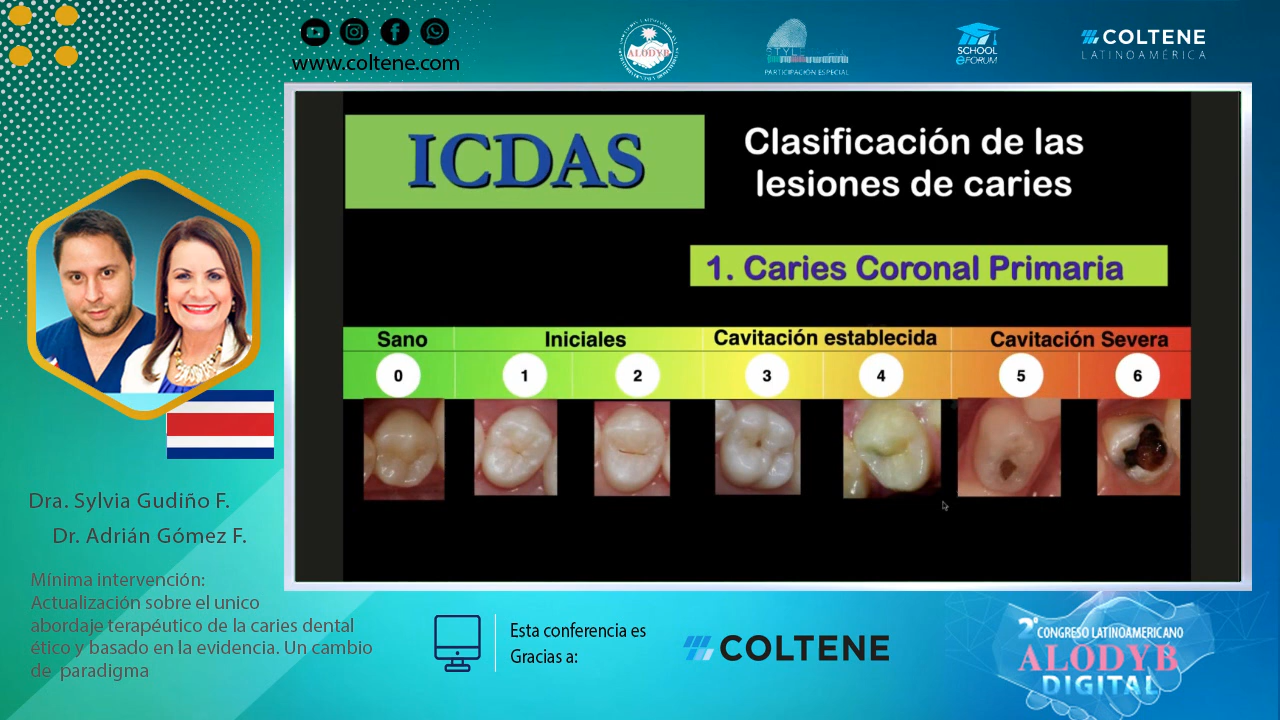 www.coltene.com
ALODYB
PARTICIPACIÓN ESPECIAL
SCHOOL
eFORUM
COLTENE
LATINOAMÉRICA
ICDAS
Clasificación de las
lesiones de caries
1. Caries Coronal Primaria
Sano Iniciales Cavitación establecida Cavitación Severa
0 1 2 3 4 5 6
Dra. Sylvia Gudiño F.
Dr. Adrián Gómez F.
Mínima intervención:
Actualización sobre el unico
abordaje terapéutico de la caries dental
ético y basado en la evidencia. Un cambio
de paradigma
Esta conferencia es
Gracias a:
COLTENE
2º CONGRESO LATINOAMERICANO
ALODYB
DIGITAL